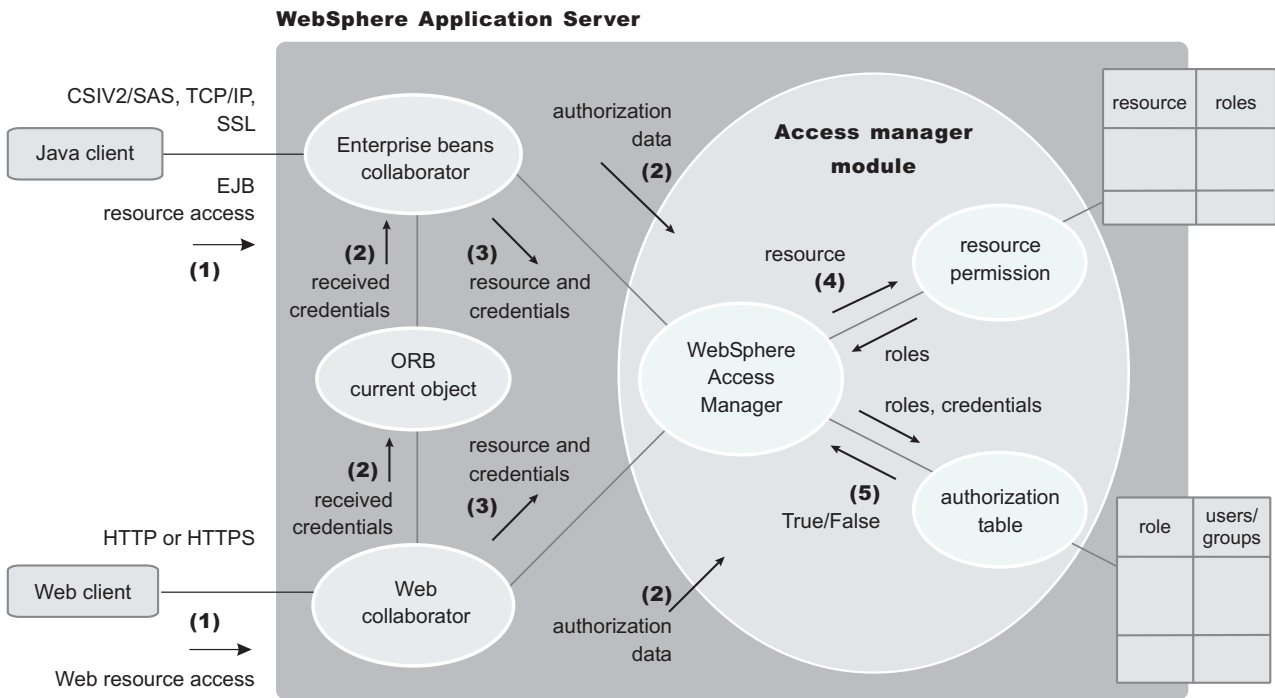 WebSphere Application Server
CSIV2/SAS, TCP/IP,
SSL
Java client
EJB
resource access
(1)
Enterprise beans
collaborator
(2)
received
credentials
(3)
resource and
credentials
authorization
data
(2)
Access manager
module
resource
roles
resource
(4)
resource
permission
roles
WebSphere
Access
Manager
ORB
current object
roles, credentials
(2)
received
credentials
resource and
credentials
(3)
(5)
True/False
authorization
table
role
users/
groups
HTTP or HTTPS
Web client
(1)
Web resource access
Web
collaborator
(2)
authorization
data